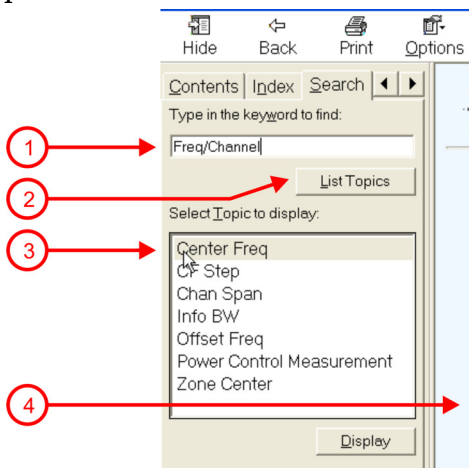 Hide Back Print Options
Contents Index Search
Type in the keyword to find:
1
Freq/Channel
2
List Topics
Select Topic to display:
3
Center Freq
CF Step
Chan Span
Info BW
Offset Freq
Power Control Measurement
Zone Center
4
Display